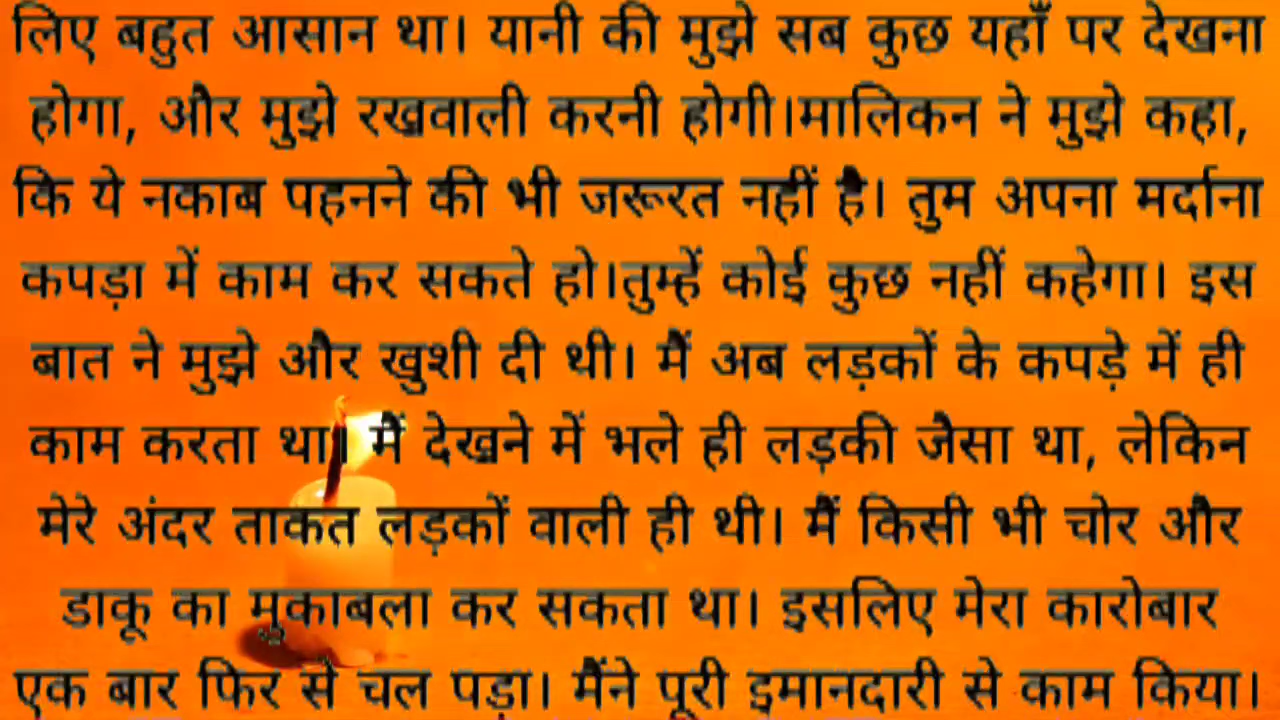 लिए बहुत आसान था। यानी की मुझे सब कुछ यहाँ पर देखना
होगा, और मुझे रखवाली करनी होगी।मालिकन ने मुझे कहा,
कि ये नकाब पहनने की भी जरूरत नहीं है। तुम अपना मर्दाना
कपड़ा में काम कर सकते हो।तुम्हें कोई कुछ नहीं कहेगा। इस
बात ने मुझे और खुशी दी थी। मैं अब लड़कों के कपड़े में ही
काम करता था। मैं देखने में भले ही लड़की जैसा था, लेकिन
मेरे अंदर ताकत लड़कों वाली ही थी। मैं किसी भी चोर और
डाकू का मुकाबला कर सकता था। इसलिए मेरा कारोबार
एक बार फिर से चल पड़ा। मैंने पूरी इमानदारी से काम किया।